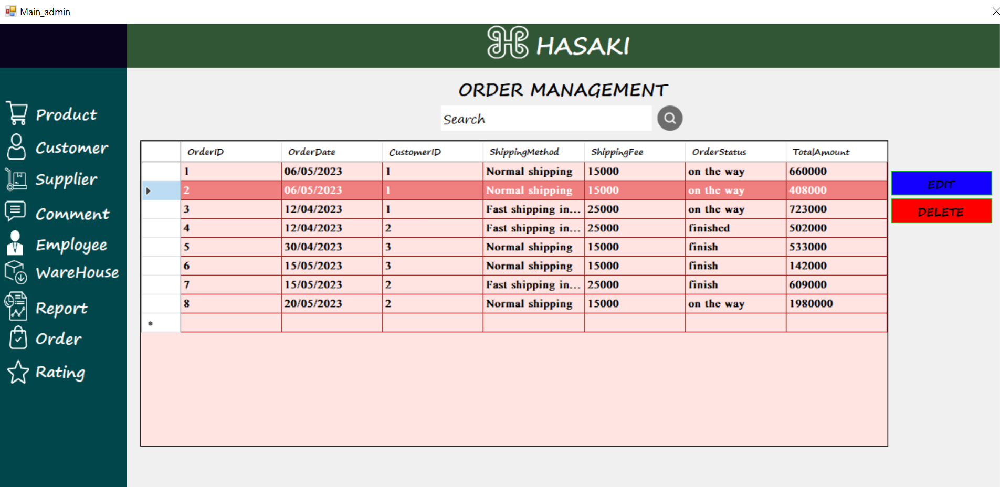 Main_admin
HASAKI
ORDER MANAGEMENT
Search
Product
Customer
Supplier
Comment
Employee
WareHouse
Report
Order
Rating
OrderID OrderDate CustomerID ShippingMethod ShippingFee OrderStatus TotalAmount
1 06/05/2023 1 Normal shipping 15000 on the way 660000
2 06/05/2023 1 Normal shipping 15000 on the way 408000
3 12/04/2023 1 Fast shipping in... 25000 on the way 723000
4 12/04/2023 2 Fast shipping in... 25000 finished 502000
5 30/04/2023 3 Normal shipping 15000 finish 533000
6 15/05/2023 3 Normal shipping 15000 finish 142000
7 15/05/2023 2 Fast shipping in... 25000 finish 609000
8 20/05/2023 2 Normal shipping 15000 on the way 1980000
EDIT
DELETE